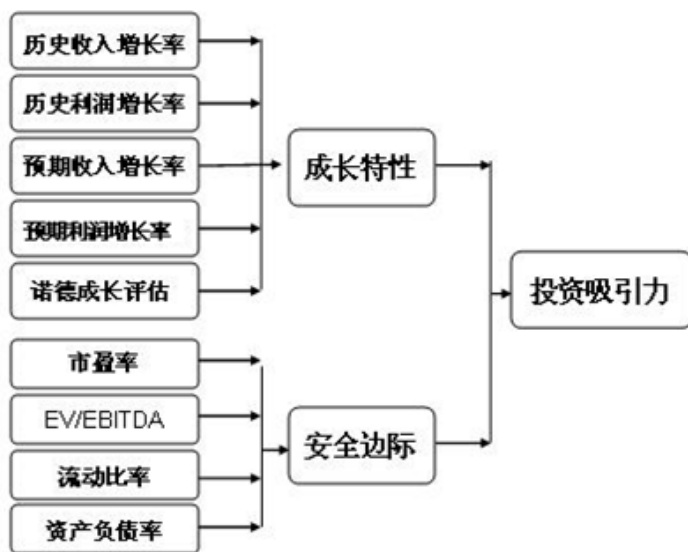 历史收入增长率
历史利润增长率
预期收入增长率
预期利润增长率
诺德成长评估
成长特性
市盈率
EV/EBITDA
流动比率
资产负债率
安全边际
投资吸引力